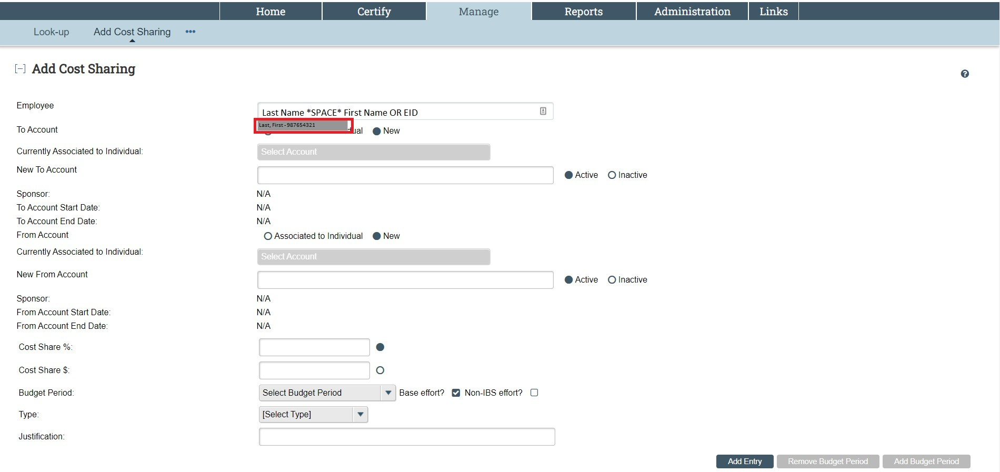 Home Certify Manage Reports Administration Links
Look-up Add Cost Sharing •••
[-] Add Cost Sharing
?
Employee Last Name *SPACE* First Name OR EID
Last, First - 987654321
To Account ual New
Currently Associated to Individual: Select Account
New To Account Active Inactive
Sponsor: N/A
To Account Start Date: N/A
To Account End Date: N/A
From Account Associated to Individual New
Currently Associated to Individual: Select Account
New From Account Active Inactive
Sponsor: N/A
From Account Start Date: N/A
From Account End Date: N/A
Cost Share %:
Cost Share $:
Budget Period: Select Budget Period Base effort? Non-IBS effort?
Type: [Select Type]
Justification:
Add Entry Remove Budget Period Add Budget Period